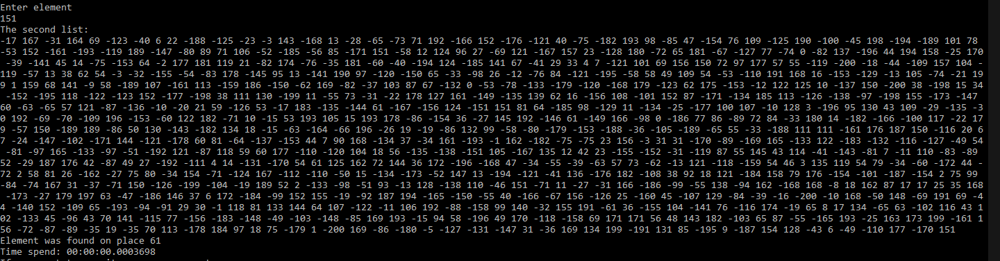 Enter element
151
The second list:
-17 167 -31 164 69 -123 -40 6 22 -188 -125 -23 -3 143 -168 13 -28 -65 -73 71 192 -166 152 -176 -121 40 -75 -182 193 98 -85 47 -154 76 109 -125 190 -100 -45 198 -194 -189 101 78
-53 152 -161 -193 -119 189 -147 -80 89 71 106 -52 -185 -56 85 -171 151 -58 12 124 96 27 -69 121 -167 157 23 -128 180 -72 65 181 -67 -127 77 -74 0 -82 137 -196 44 194 158 -25 170
-39 -141 45 14 -75 -153 64 -2 177 181 119 21 -82 174 -76 -35 181 -60 -40 -194 124 -185 141 67 -41 29 33 4 7 -121 101 69 156 150 72 97 177 57 55 -119 -200 -18 -44 -109 157 104 -
119 -57 13 38 62 54 -3 -32 -155 -54 -83 178 -145 95 13 -141 190 97 -120 -150 65 -33 -98 26 -12 -76 84 -121 -195 -58 58 49 109 54 -53 -110 191 168 16 -153 -129 -13 105 -74 -21 19
9 1 159 68 141 -9 58 -189 107 -161 113 -159 186 -150 -62 169 -82 -37 103 87 67 -132 0 -53 -78 -133 -179 -120 -168 179 -123 62 175 -153 -12 122 125 10 -137 150 -200 38 -198 15 34
-152 -195 118 -122 -123 152 -177 -198 38 111 130 -199 11 -55 73 -31 -22 178 127 161 -149 -135 139 62 16 -156 108 -101 152 87 -171 -134 185 113 -126 -138 -97 -198 155 -173 -147
60 -63 -65 57 121 -87 -136 -10 -20 21 59 -126 53 -17 183 -135 -144 61 -167 -156 124 -151 151 81 64 -185 98 -129 11 -134 -25 -177 100 107 -10 128 3 -196 95 130 43 109 -29 -135 -3
0 192 -69 -70 -109 196 -153 -60 122 182 -71 10 -15 53 193 105 15 193 178 -86 -154 36 -27 145 192 -146 61 -149 166 -98 0 -186 77 86 -89 72 84 -33 180 14 -182 -166 -100 117 -22 17
9 -57 150 -189 189 -86 50 130 -143 -182 134 18 -15 -63 -164 -66 196 -26 19 -19 -86 132 99 -58 -80 -179 -153 -188 -36 -105 -189 -65 55 -33 -188 111 111 -161 176 187 150 -116 20 6
7 -24 -147 -102 -171 144 -121 -178 60 81 -64 -137 -153 44 7 90 168 -134 37 -34 161 -193 -1 162 -182 -75 -75 23 156 -3 31 31 -170 -89 -169 165 -133 122 -183 -132 -116 -127 -49 54
-81 -97 165 -133 -97 -51 -192 121 -87 118 59 60 177 -110 -120 104 18 56 -135 -138 -151 105 -167 135 12 42 23 -155 -152 -31 -119 87 55 145 43 114 -41 -143 -81 7 -11 110 -83 -89
52 -29 187 176 42 -87 49 27 -192 -111 4 14 -131 -170 54 61 125 162 72 144 36 172 -196 -168 47 -34 -55 -39 -63 57 73 -62 -13 121 -118 -159 54 46 3 135 119 54 79 -34 -60 -172 44 -
72 2 58 81 26 -162 -27 75 80 -34 154 -71 -124 167 -112 -110 -50 15 -134 -173 -52 147 13 -194 -121 -41 136 -176 182 -108 38 92 18 121 -184 158 79 176 -154 -101 -187 -154 2 75 99
-84 -74 167 31 -37 -71 150 -126 -199 -104 -19 189 52 2 -133 -98 -51 93 -13 128 -138 110 -46 151 -71 11 -27 -31 166 -186 -99 -55 138 -94 162 -168 168 -8 18 162 87 17 17 25 35 168
-173 -27 179 197 63 -47 -186 146 37 6 172 -184 -99 152 155 -19 -92 187 194 -165 -150 -55 40 -166 -67 156 -126 25 -160 45 -107 129 -84 -39 -16 -200 -10 168 -50 148 -69 191 69 -4
4 -140 152 -109 65 -193 -94 -91 29 30 -1 118 81 133 144 64 107 -122 -11 106 192 -88 -158 99 140 -32 155 191 -61 36 -155 104 -141 76 -116 174 -19 65 8 17 134 -65 63 -102 116 43 1
02 -133 45 -96 43 70 141 -115 77 -156 -183 -148 -49 -103 -148 -85 169 193 -15 94 58 -196 49 170 -118 -158 69 171 171 56 48 143 182 -103 65 87 -55 -165 193 -25 163 173 199 -161 1
56 -72 -87 -89 -35 19 -35 70 113 -178 184 97 18 75 -179 1 -200 169 -86 -180 -5 -127 -131 -147 31 -36 169 134 199 -191 131 85 -195 9 -187 154 128 -43 6 -49 -110 177 -170 151
Element was found on place 61
Time spend: 00:00:00.0003698